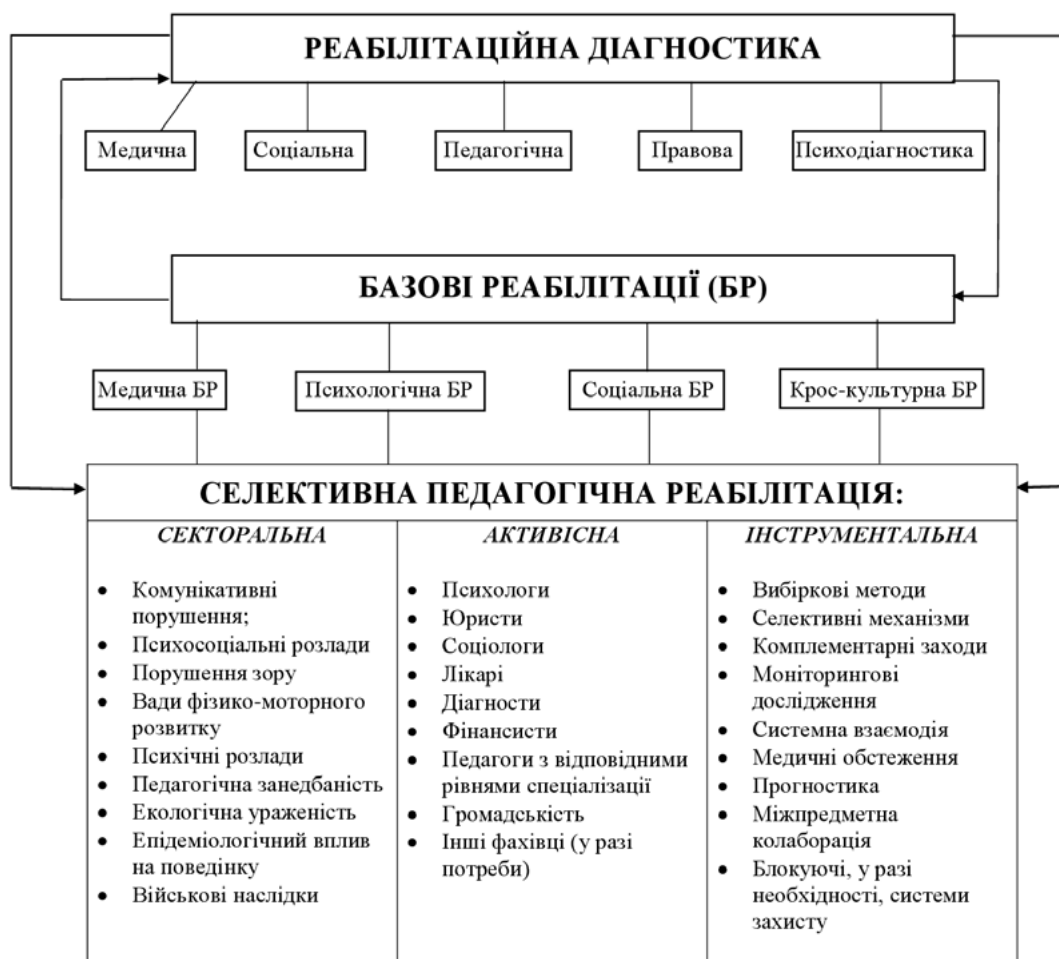 РЕАБІЛІТАЦІЙНА ДІАГНОСТИКА
Медична
Соціальна
Педагогічна
Правова
Психодіагностика
БАЗОВІ РЕАБІЛІТАЦІЇ (БР)
Медична БР
Психологічна БР
Соціальна БР
Крос-культурна БР
СЕЛЕКТИВНА ПЕДАГОГІЧНА РЕАБІЛІТАЦІЯ:
СЕКТОРАЛЬНА
• Комунікативні
порушення;
• Психосоціальні розлади
• Порушення зору
• Вади фізико-моторного
розвитку
• Психічні розлади
• Педагогічна занедбаність
• Екологічна ураженість
• Епідеміологічний вплив
на поведінку
• Військові наслідки
АКТИВІСНА
• Психологи
• Юристи
• Соціологи
• Лікарі
• Діагности
• Фінансисти
• Педагоги з відповідними
рівнями спеціалізації
• Громадськість
• Інші фахівці (у разі
потреби)
ІНСТРУМЕНТАЛЬНА
• Вибіркові методи
• Селективні механізми
• Комплементарні заходи
• Моніторингові
дослідження
• Системна взаємодія
• Медичні обстеження
• Прогностика
• Міжпредметна
колаборація
• Блокуючі, у разі
необхідності, системи
захисту